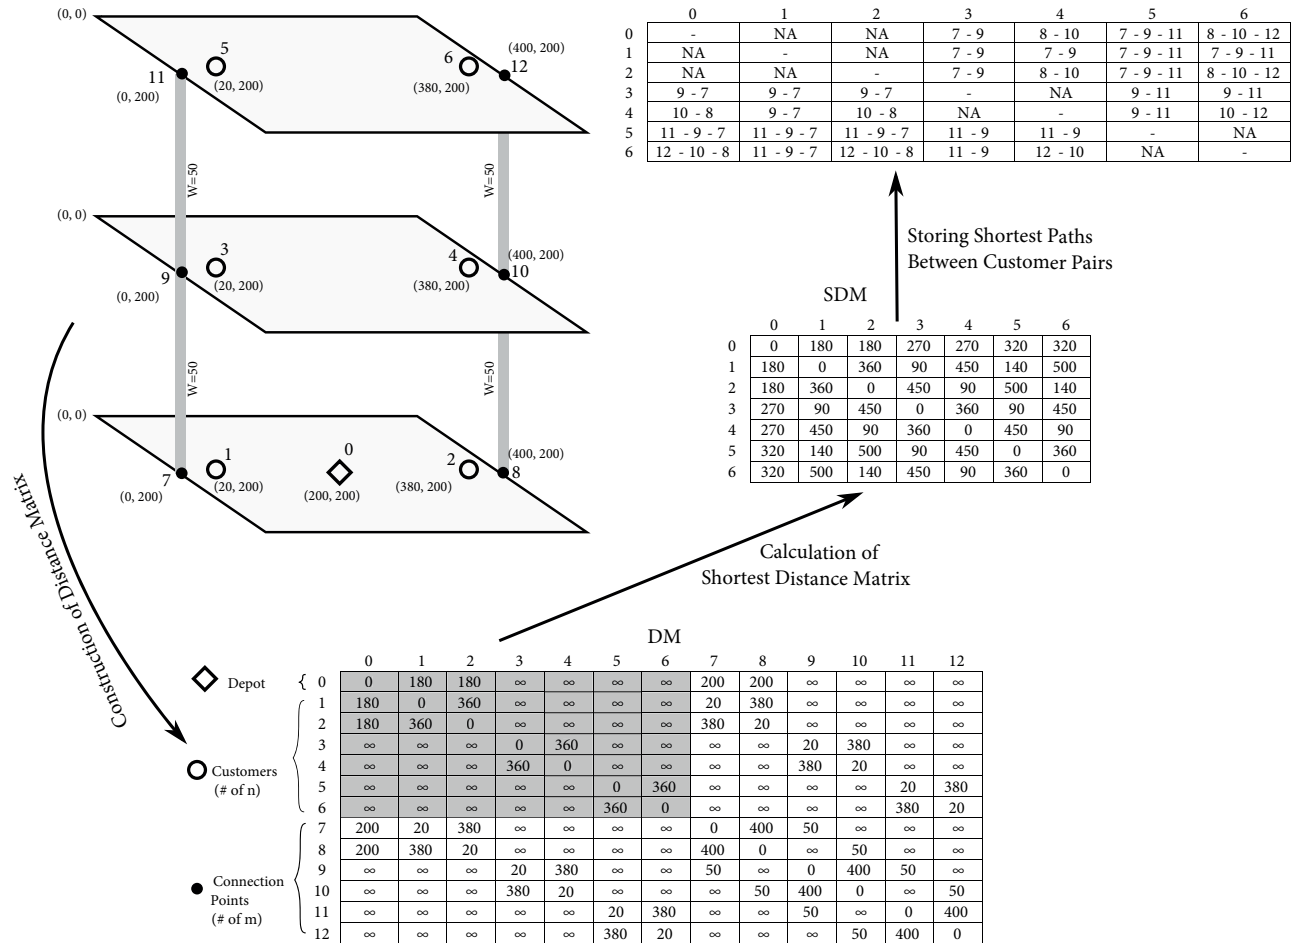 (0, 0)
5
6
(400, 200)
12
11
(20, 200)
(380, 200)
(0, 200)
W=50
W=50
(0, 0)
3
4
(400, 200)
10
9
(20, 200)
(380, 200)
(0, 200)
W=50
W=50
(0, 0)
1
0
2
(400, 200)
8
7
(20, 200)
(200, 200)
(380, 200)
(0, 200)
Construction of Distance Matrix
0 1 2 3 4 5 6
0 - NA NA 7 - 9 8 - 10 7 - 9 - 11 8 - 10 - 12
1 NA - NA 7 - 9 7 - 9 7 - 9 - 11 7 - 9 - 11
2 NA NA - 7 - 9 8 - 10 7 - 9 - 11 8 - 10 - 12
3 9 - 7 9 - 7 9 - 7 - NA 9 - 11 9 - 11
4 10 - 8 9 - 7 10 - 8 NA - 9 - 11 10 - 12
5 11 - 9 - 7 11 - 9 - 7 11 - 9 - 7 11 - 9 11 - 9 - NA
6 12 - 10 - 8 11 - 9 - 7 12 - 10 - 8 11 - 9 12 - 10 NA -
Storing Shortest Paths
Between Customer Pairs
SDM
0 1 2 3 4 5 6
0 0 180 180 270 270 320 320
1 180 0 360 90 450 140 500
2 180 360 0 450 90 500 140
3 270 90 450 0 360 90 450
4 270 450 90 360 0 450 90
5 320 140 500 90 450 0 360
6 320 500 140 450 90 360 0
Calculation of
Shortest Distance Matrix
DM
0 1 2 3 4 5 6 7 8 9 10 11 12
Depot { 0 0 180 180 ∞ ∞ ∞ ∞ 200 200 ∞ ∞ ∞ ∞
1 180 0 360 ∞ ∞ ∞ ∞ 20 380 ∞ ∞ ∞ ∞
2 180 360 0 ∞ ∞ ∞ ∞ 380 20 ∞ ∞ ∞ ∞
3 ∞ ∞ ∞ 0 360 ∞ ∞ ∞ ∞ 20 380 ∞ ∞
Customers 4 ∞ ∞ ∞ 360 0 ∞ ∞ ∞ ∞ 380 20 ∞ ∞
(# of n) 5 ∞ ∞ ∞ ∞ ∞ 0 360 ∞ ∞ ∞ ∞ 20 380
6 ∞ ∞ ∞ ∞ ∞ 360 0 ∞ ∞ ∞ ∞ 380 20
7 200 20 380 ∞ ∞ ∞ ∞ 0 400 50 ∞ ∞ ∞
8 200 380 20 ∞ ∞ ∞ ∞ 400 0 ∞ 50 ∞ ∞
9 ∞ ∞ ∞ 20 380 ∞ ∞ 50 ∞ 0 400 50 ∞
Connection 10 ∞ ∞ ∞ 380 20 ∞ ∞ ∞ 50 400 0 ∞ 50
Points 11 ∞ ∞ ∞ ∞ ∞ 20 380 ∞ ∞ 50 ∞ 0 400
(# of m) 12 ∞ ∞ ∞ ∞ ∞ 380 20 ∞ ∞ ∞ 50 400 0